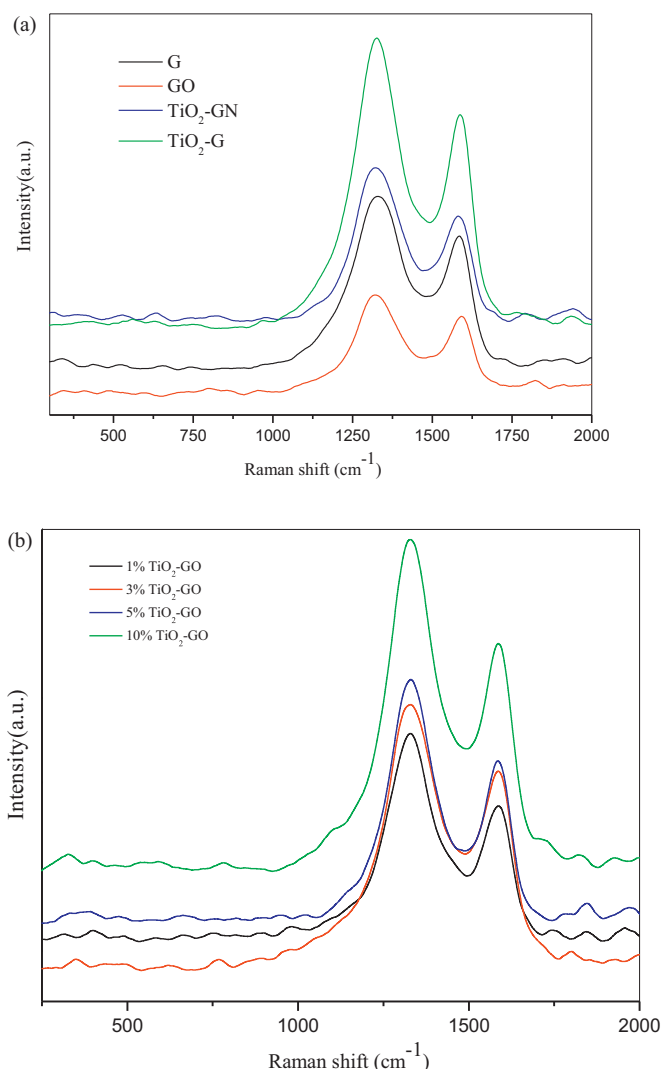 (a)
G
GO
TiO₂-GN
TiO₂-G
Intensity(a.u.)
500 750 1000 1250 1500 1750 2000
Raman shift (cm⁻¹)
(b)
1% TiO₂-GO
3% TiO₂-GO
5% TiO₂-GO
10% TiO₂-GO
Intensity(a.u.)
500 1000 1500 2000
Raman shift (cm⁻¹)